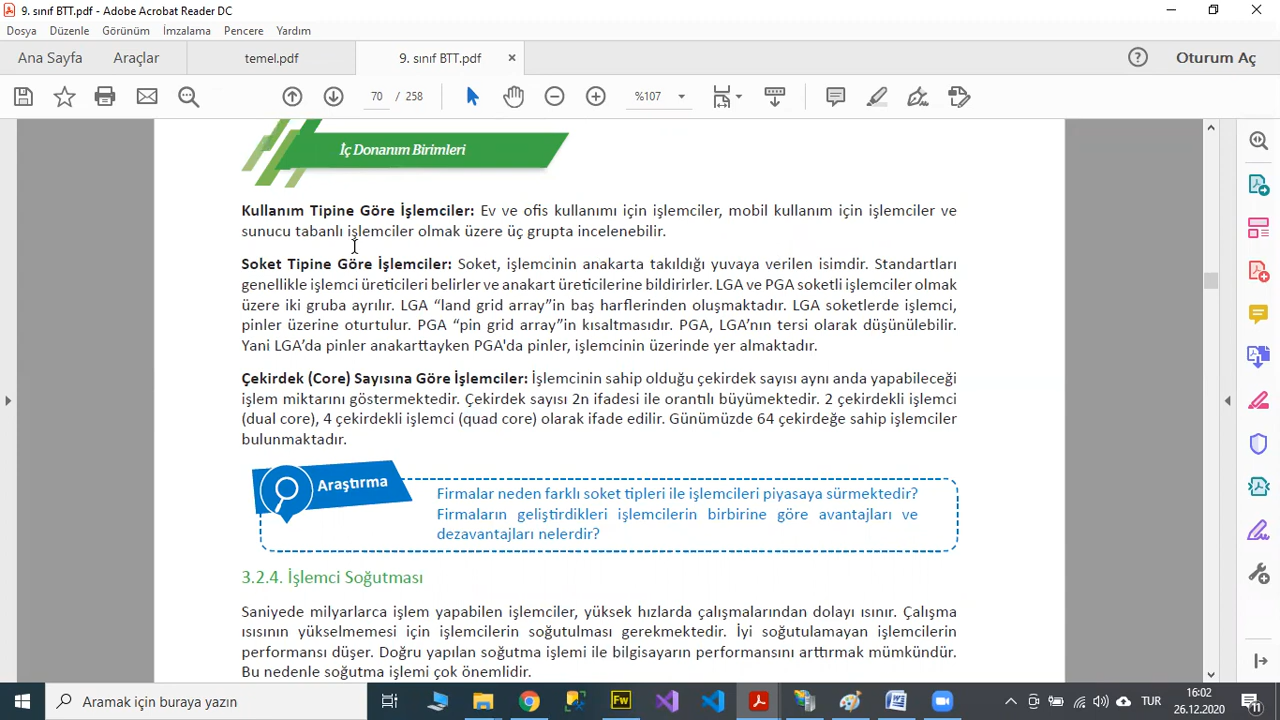 9. sınıf BTT.pdf - Adobe Acrobat Reader DC
Dosya Düzenle Görünüm İmzalama Pencere Yardım
Ana Sayfa Araçlar temel.pdf 9. sınıf BTT.pdf × Oturum Aç
70 / 258 %107
İç Donanım Birimleri
Kullanım Tipine Göre İşlemciler: Ev ve ofis kullanımı için işlemciler, mobil kullanım için işlemciler ve
sunucu tabanlı işlemciler olmak üzere üç grupta incelenebilir.
Soket Tipine Göre İşlemciler: Soket, işlemcinin anakarta takıldığı yuvaya verilen isimdir. Standartları
genellikle işlemci üreticileri belirler ve anakart üreticilerine bildirirler. LGA ve PGA soketli işlemciler olmak
üzere iki gruba ayrılır. LGA “land grid array”in baş harflerinden oluşmaktadır. LGA soketlerde işlemci,
pinler üzerine oturtulur. PGA “pin grid array”in kısaltmasıdır. PGA, LGA’nın tersi olarak düşünülebilir.
Yani LGA’da pinler anakarttayken PGA'da pinler, işlemcinin üzerinde yer almaktadır.
Çekirdek (Core) Sayısına Göre İşlemciler: İşlemcinin sahip olduğu çekirdek sayısı aynı anda yapabileceği
işlem miktarını göstermektedir. Çekirdek sayısı 2n ifadesi ile orantılı büyümektedir. 2 çekirdekli işlemci
(dual core), 4 çekirdekli işlemci (quad core) olarak ifade edilir. Günümüzde 64 çekirdeğe sahip işlemciler
bulunmaktadır.
Araştırma
Firmalar neden farklı soket tipleri ile işlemcileri piyasaya sürmektedir?
Firmaların geliştirdikleri işlemcilerin birbirine göre avantajları ve
dezavantajları nelerdir?
3.2.4. İşlemci Soğutması
Saniyede milyarlarca işlem yapabilen işlemciler, yüksek hızlarda çalışmalarından dolayı ısınır. Çalışma
ısısının yükselmemesi için işlemcilerin soğutulması gerekmektedir. İyi soğutulamayan işlemcilerin
performansı düşer. Doğru yapılan soğutma işlemi ile bilgisayarın performansını arttırmak mümkündür.
Bu nedenle soğutma işlemi çok önemlidir.
Aramak için buraya yazın
Fw
TUR
16:02
26.12.2020
11